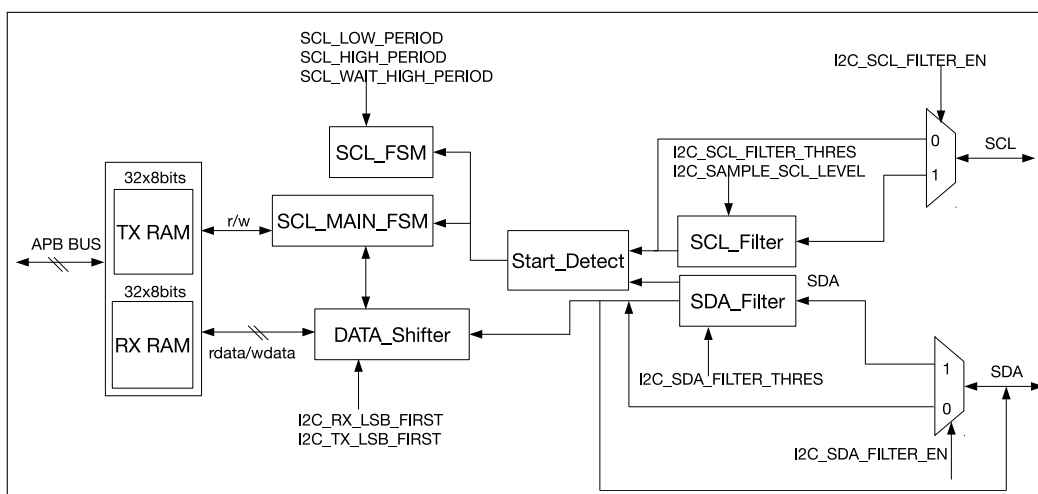 SCL_LOW_PERIOD
SCL_HIGH_PERIOD
SCL_WAIT_HIGH_PERIOD
I2C_SCL_FILTER_EN
SCL_FSM
I2C_SCL_FILTER_THRES
I2C_SAMPLE_SCL_LEVEL
0
SCL
1
32x8bits
TX RAM
r/w
SCL_MAIN_FSM
SCL_Filter
APB BUS
Start_Detect
SDA
32x8bits
RX RAM
rdata/wdata
DATA_Shifter
SDA_Filter
I2C_SDA_FILTER_THRES
1
SDA
0
I2C_RX_LSB_FIRST
I2C_TX_LSB_FIRST
I2C_SDA_FILTER_EN